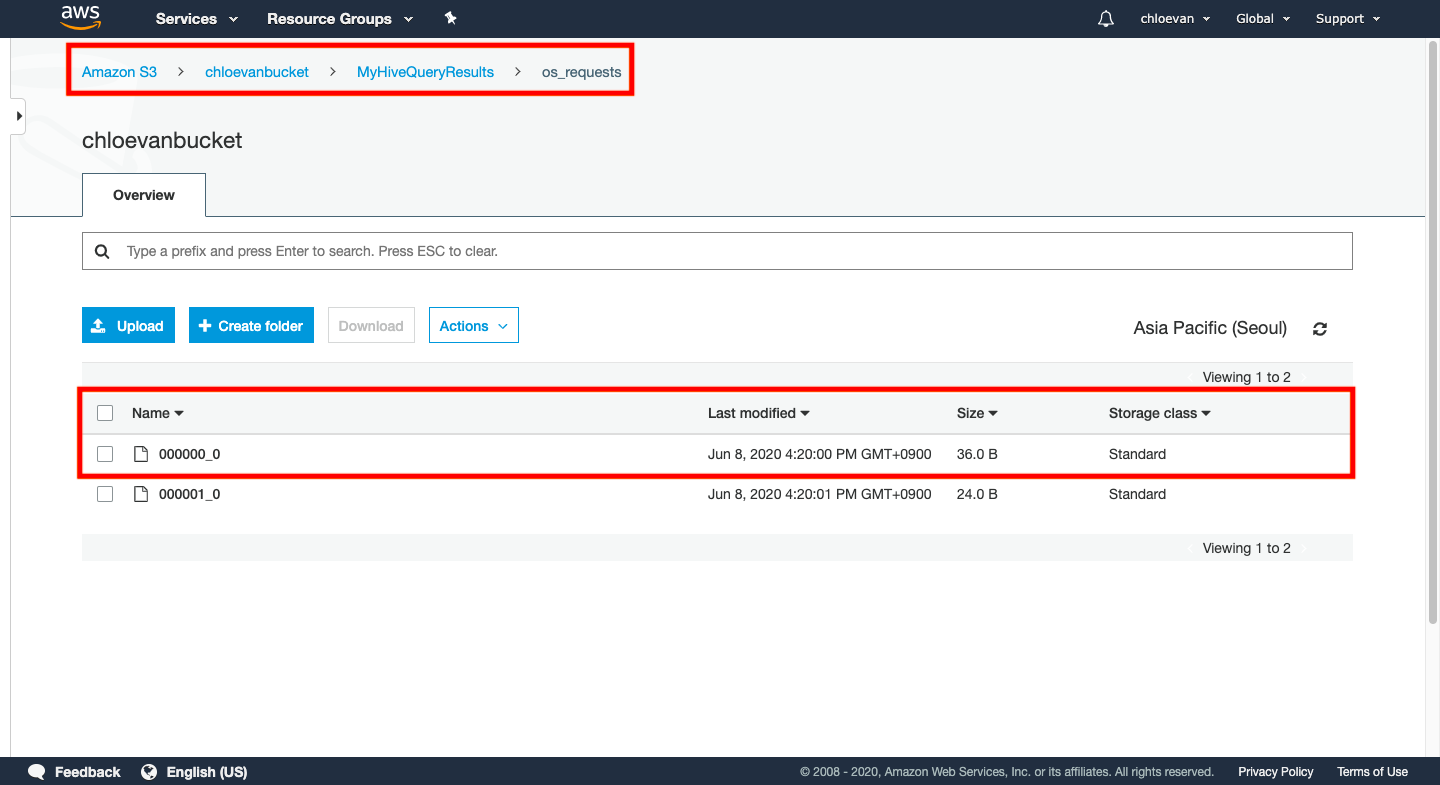 aws Services Resource Groups chloevan Global Support
Amazon S3 > chloevanbucket > MyHiveQueryResults > os_requests
chloevanbucket
Overview
Type a prefix and press Enter to search. Press ESC to clear.
Upload + Create folder Download Actions Asia Pacific (Seoul)
Viewing 1 to 2
Name Last modified Size Storage class
000000_0 Jun 8, 2020 4:20:00 PM GMT+0900 36.0 B Standard
000001_0 Jun 8, 2020 4:20:01 PM GMT+0900 24.0 B Standard
Viewing 1 to 2
Feedback English (US) © 2008 - 2020, Amazon Web Services, Inc. or its affiliates. All rights reserved. Privacy Policy Terms of Use